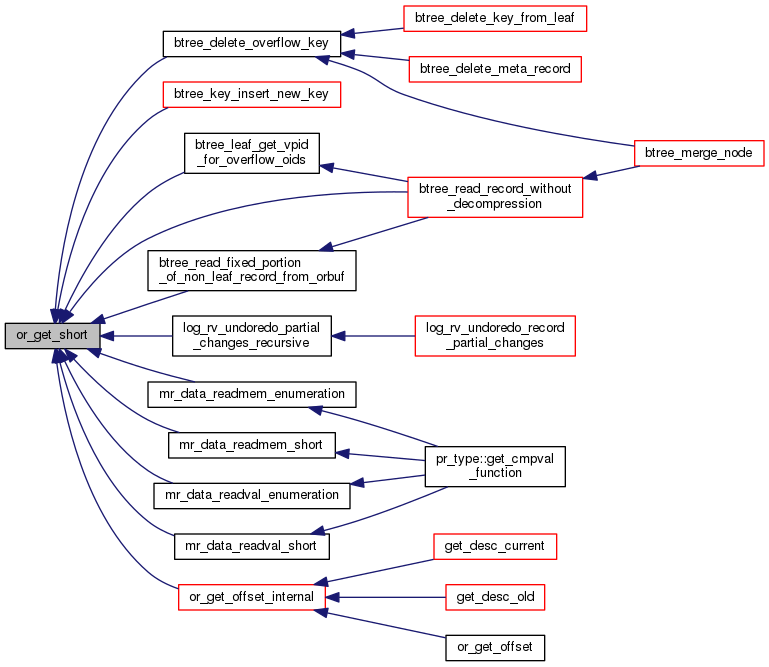 btree_delete_key_from_leaf
btree_delete_overflow_key
btree_delete_meta_record
btree_key_insert_new_key
btree_leaf_get_vpid
_for_overflow_oids
btree_merge_node
btree_read_record_without
_decompression
btree_read_fixed_portion
_of_non_leaf_record_from_orbuf
or_get_short
log_rv_undoredo_partial
_changes_recursive
log_rv_undoredo_record
_partial_changes
mr_data_readmem_enumeration
mr_data_readmem_short
pr_type::get_cmpval
_function
mr_data_readval_enumeration
mr_data_readval_short
get_desc_current
or_get_offset_internal
get_desc_old
or_get_offset